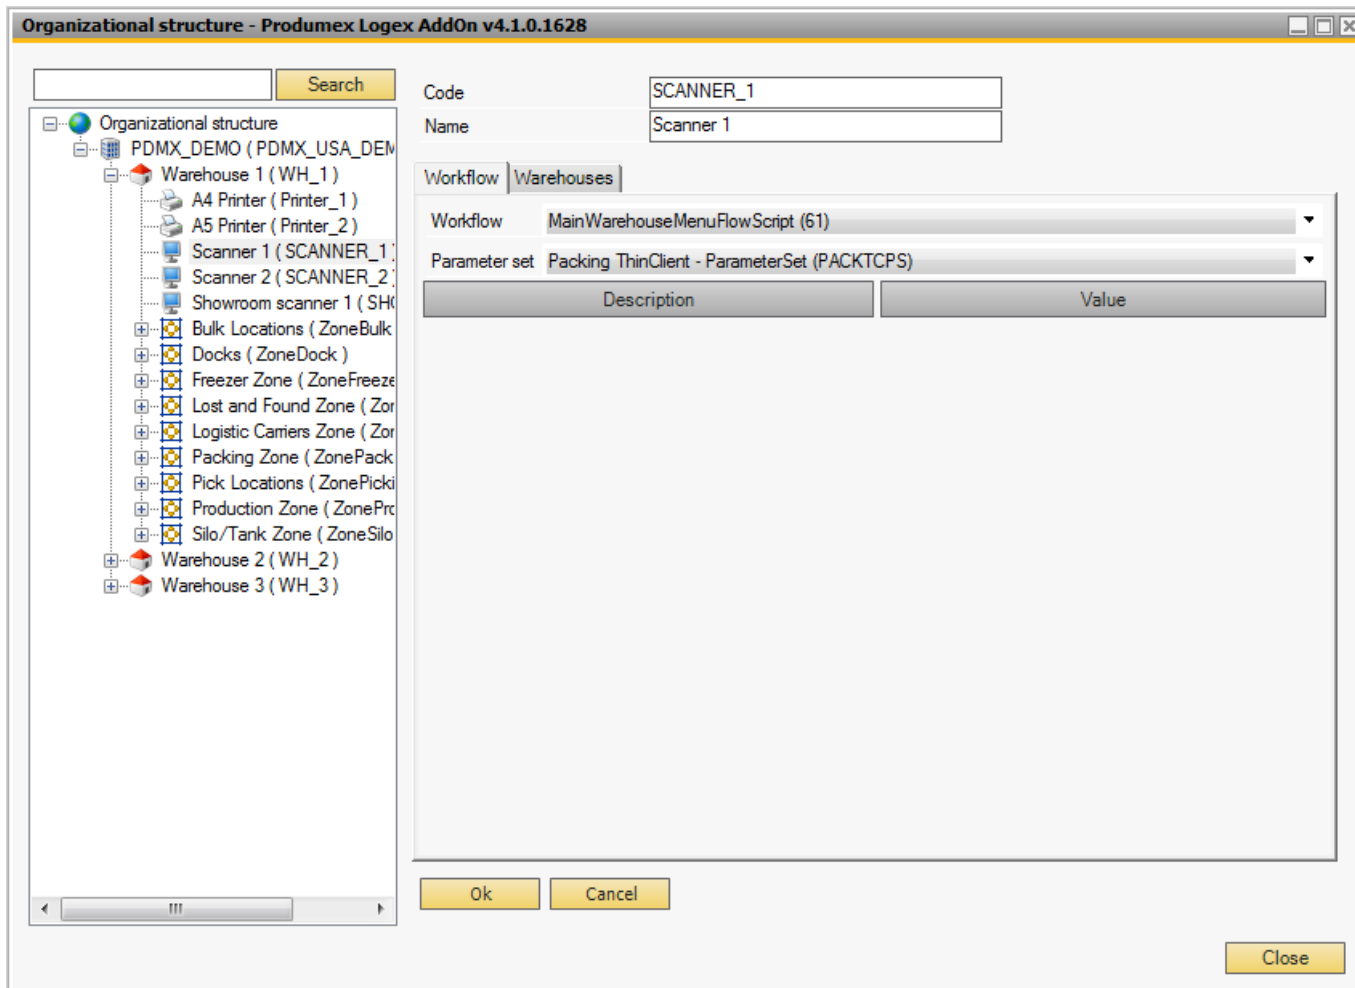 Organizational structure - Produmex Logex AddOn v4.1.0.1628
Search
Organizational structure
PDMX_DEMO ( PDMX_USA_DEM
Warehouse 1 ( WH_1 )
A4 Printer ( Printer_1 )
A5 Printer ( Printer_2 )
Scanner 1 ( SCANNER_1 )
Scanner 2 ( SCANNER_2 )
Showroom scanner 1 ( SHO
Bulk Locations ( ZoneBulk
Docks ( ZoneDock )
Freezer Zone ( ZoneFreeze
Lost and Found Zone ( Zor
Logistic Carriers Zone ( Zor
Packing Zone ( ZonePack
Pick Locations ( ZonePicki
Production Zone ( ZonePro
Silo/Tank Zone ( ZoneSilo
Warehouse 2 ( WH_2 )
Warehouse 3 ( WH_3 )
Code SCANNER_1
Name Scanner 1
Workflow Warehouses
Workflow MainWarehouseMenuFlowScript (61)
Parameter set Packing ThinClient - ParameterSet (PACKTCPS)
Description Value
Ok Cancel
Close